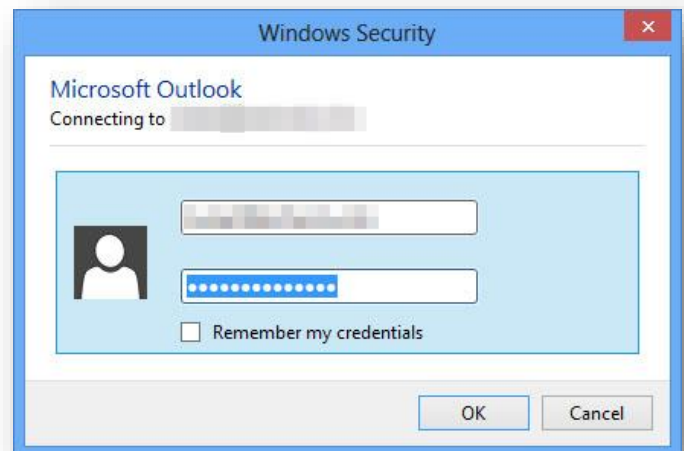 Windows Security
Microsoft Outlook
Connecting to
Remember my credentials
OK
Cancel